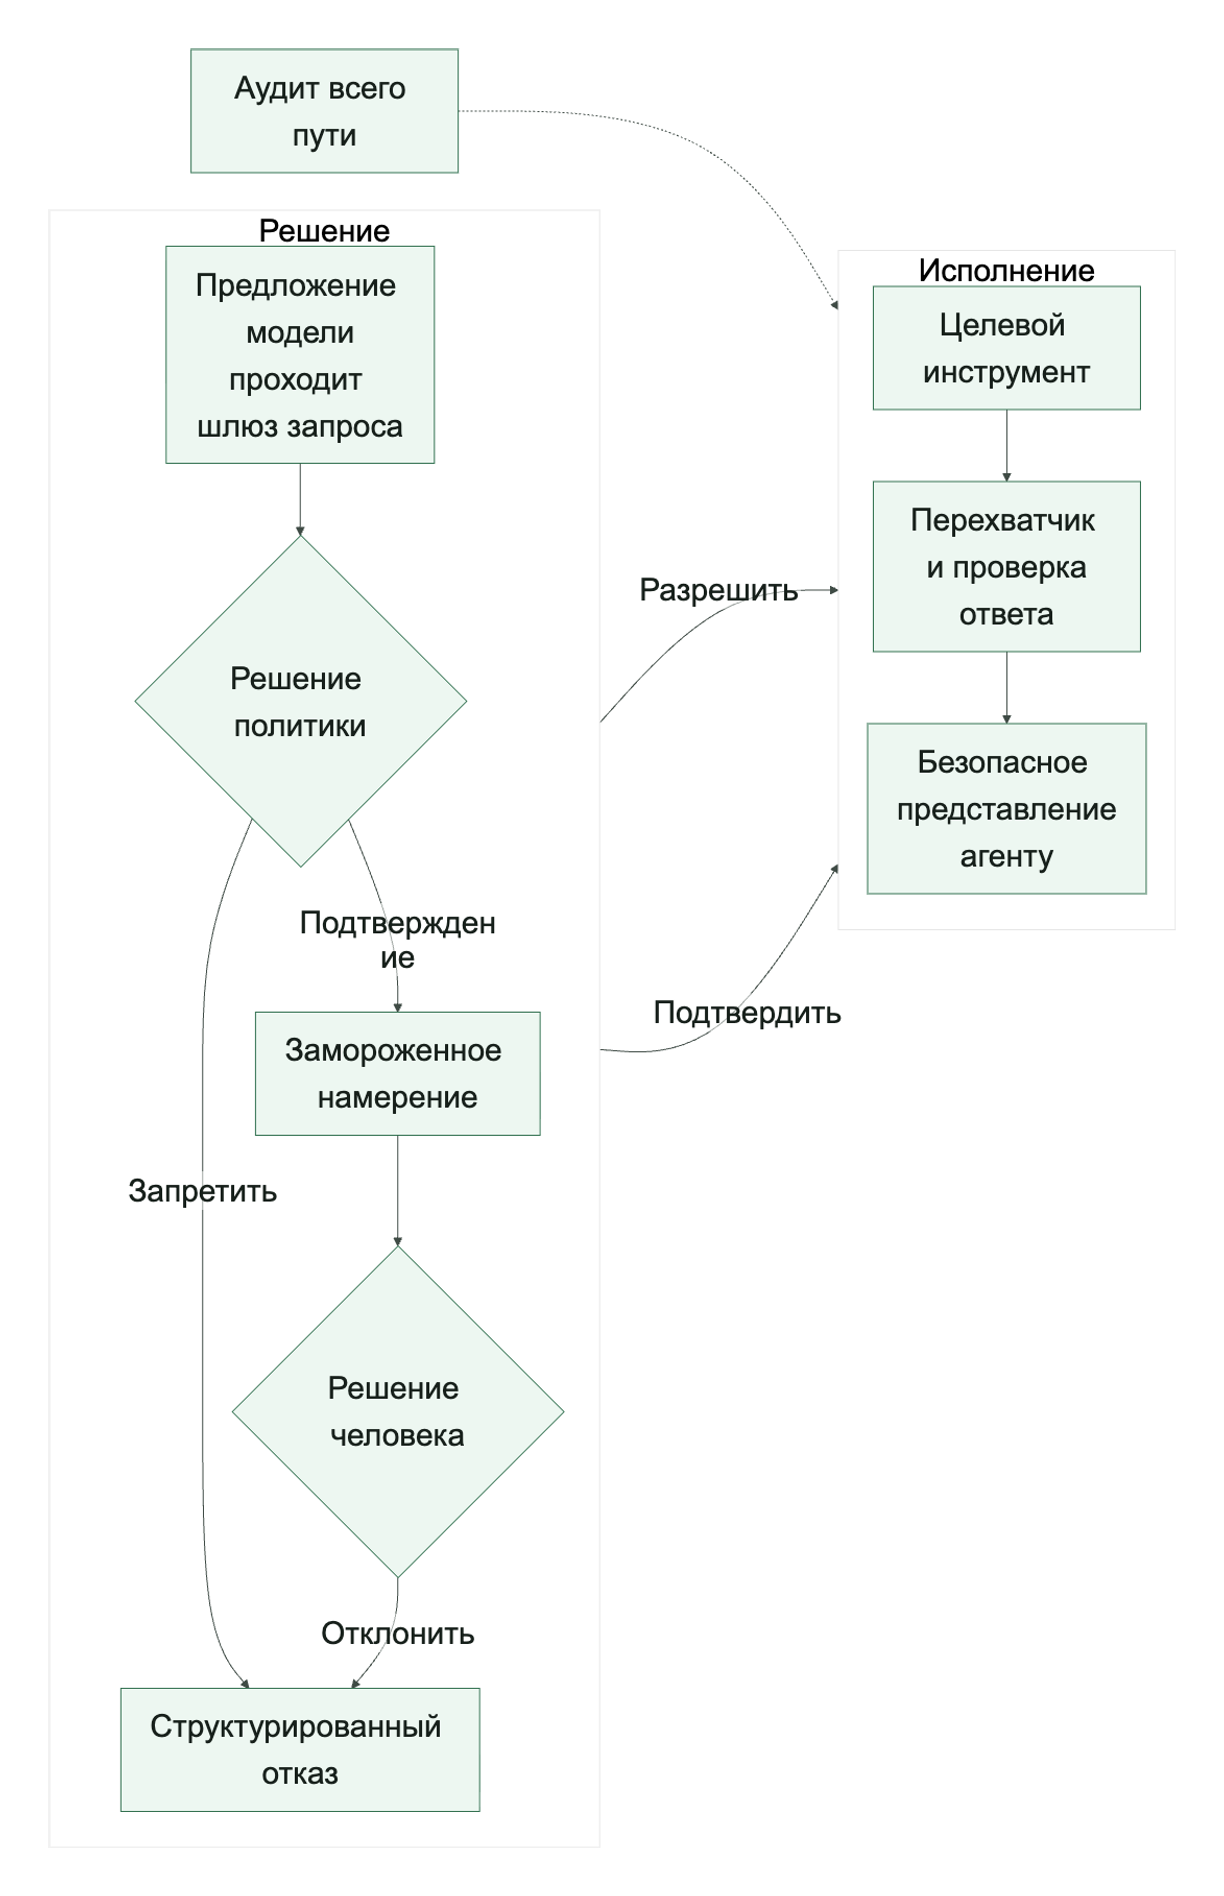 Аудит всего
пути
Решение
Предложение
модели
проходит
шлюз запроса
Решение
политики
Подтвержден
ие
Замороженное
намерение
Запретить
Решение
человека
Отклонить
Структурированный
отказ
Разрешить
Подтвердить
Исполнение
Целевой
инструмент
Перехватчик
и проверка
ответа
Безопасное
представление
агенту